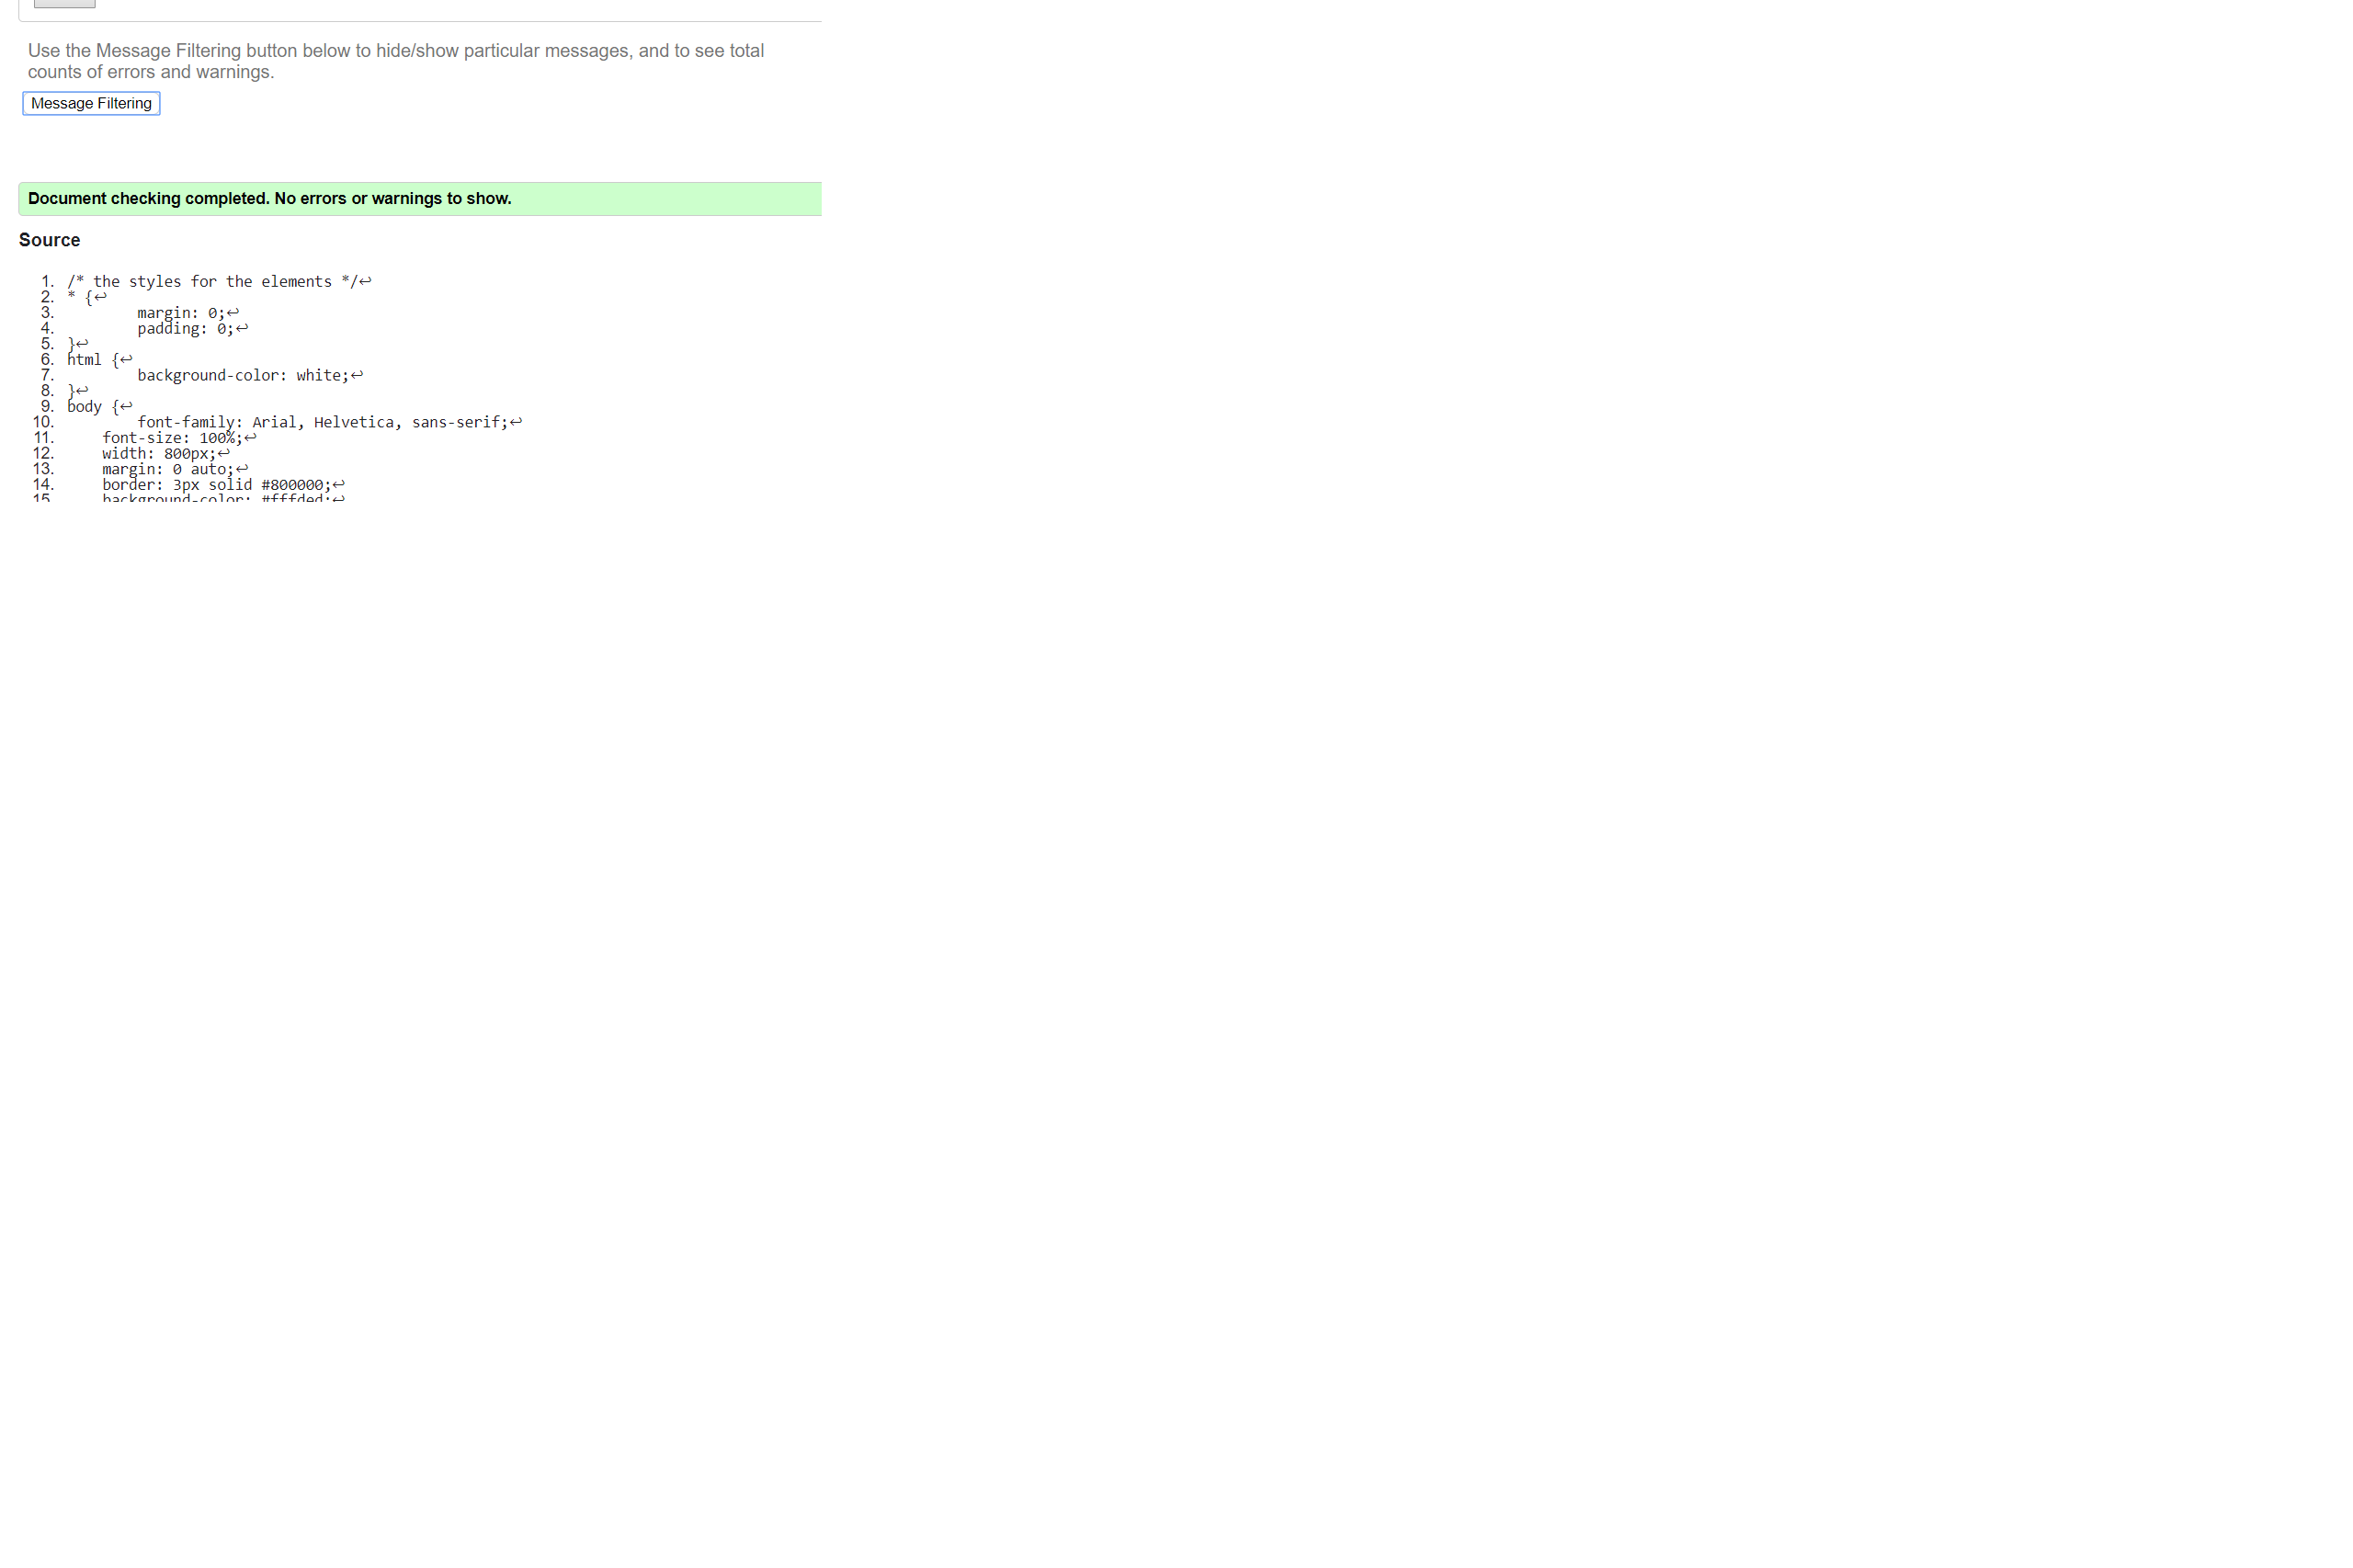 Use the Message Filtering button below to hide/show particular messages, and to see total
counts of errors and warnings.
Message Filtering
Document checking completed. No errors or warnings to show.
Source
1. /* the styles for the elements */↩
2. * {↩
3. margin: 0;↩
4. padding: 0;↩
5. }↩
6. html {↩
7. background-color: white;↩
8. }↩
9. body {↩
10. font-family: Arial, Helvetica, sans-serif;↩
11. font-size: 100%;↩
12. width: 800px;↩
13. margin: 0 auto;↩
14. border: 3px solid #800000;↩
15. background-color: #fffded;↩